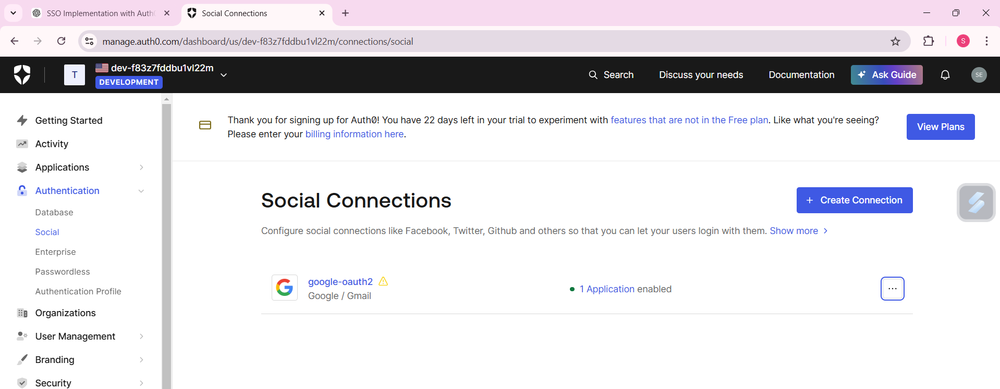 SSO Implementation with Auth
Social Connections
manage.auth0.com/dashboard/us/dev-f83z7fddbu1vl22m/connections/social
S
T
dev-f83z7fddbu1vl22m
DEVELOPMENT
Search
Discuss your needs
Documentation
Ask Guide
SE
Getting Started
Activity
Applications
Authentication
Database
Social
Enterprise
Passwordless
Authentication Profile
Organizations
User Management
Branding
Security
Thank you for signing up for Auth0! You have 22 days left in your trial to experiment with features that are not in the Free plan. Like what you're seeing?
Please enter your billing information here.
View Plans
Social Connections
+ Create Connection
Configure social connections like Facebook, Twitter, Github and others so that you can let your users login with them. Show more
google-oauth2
Google / Gmail
1 Application enabled